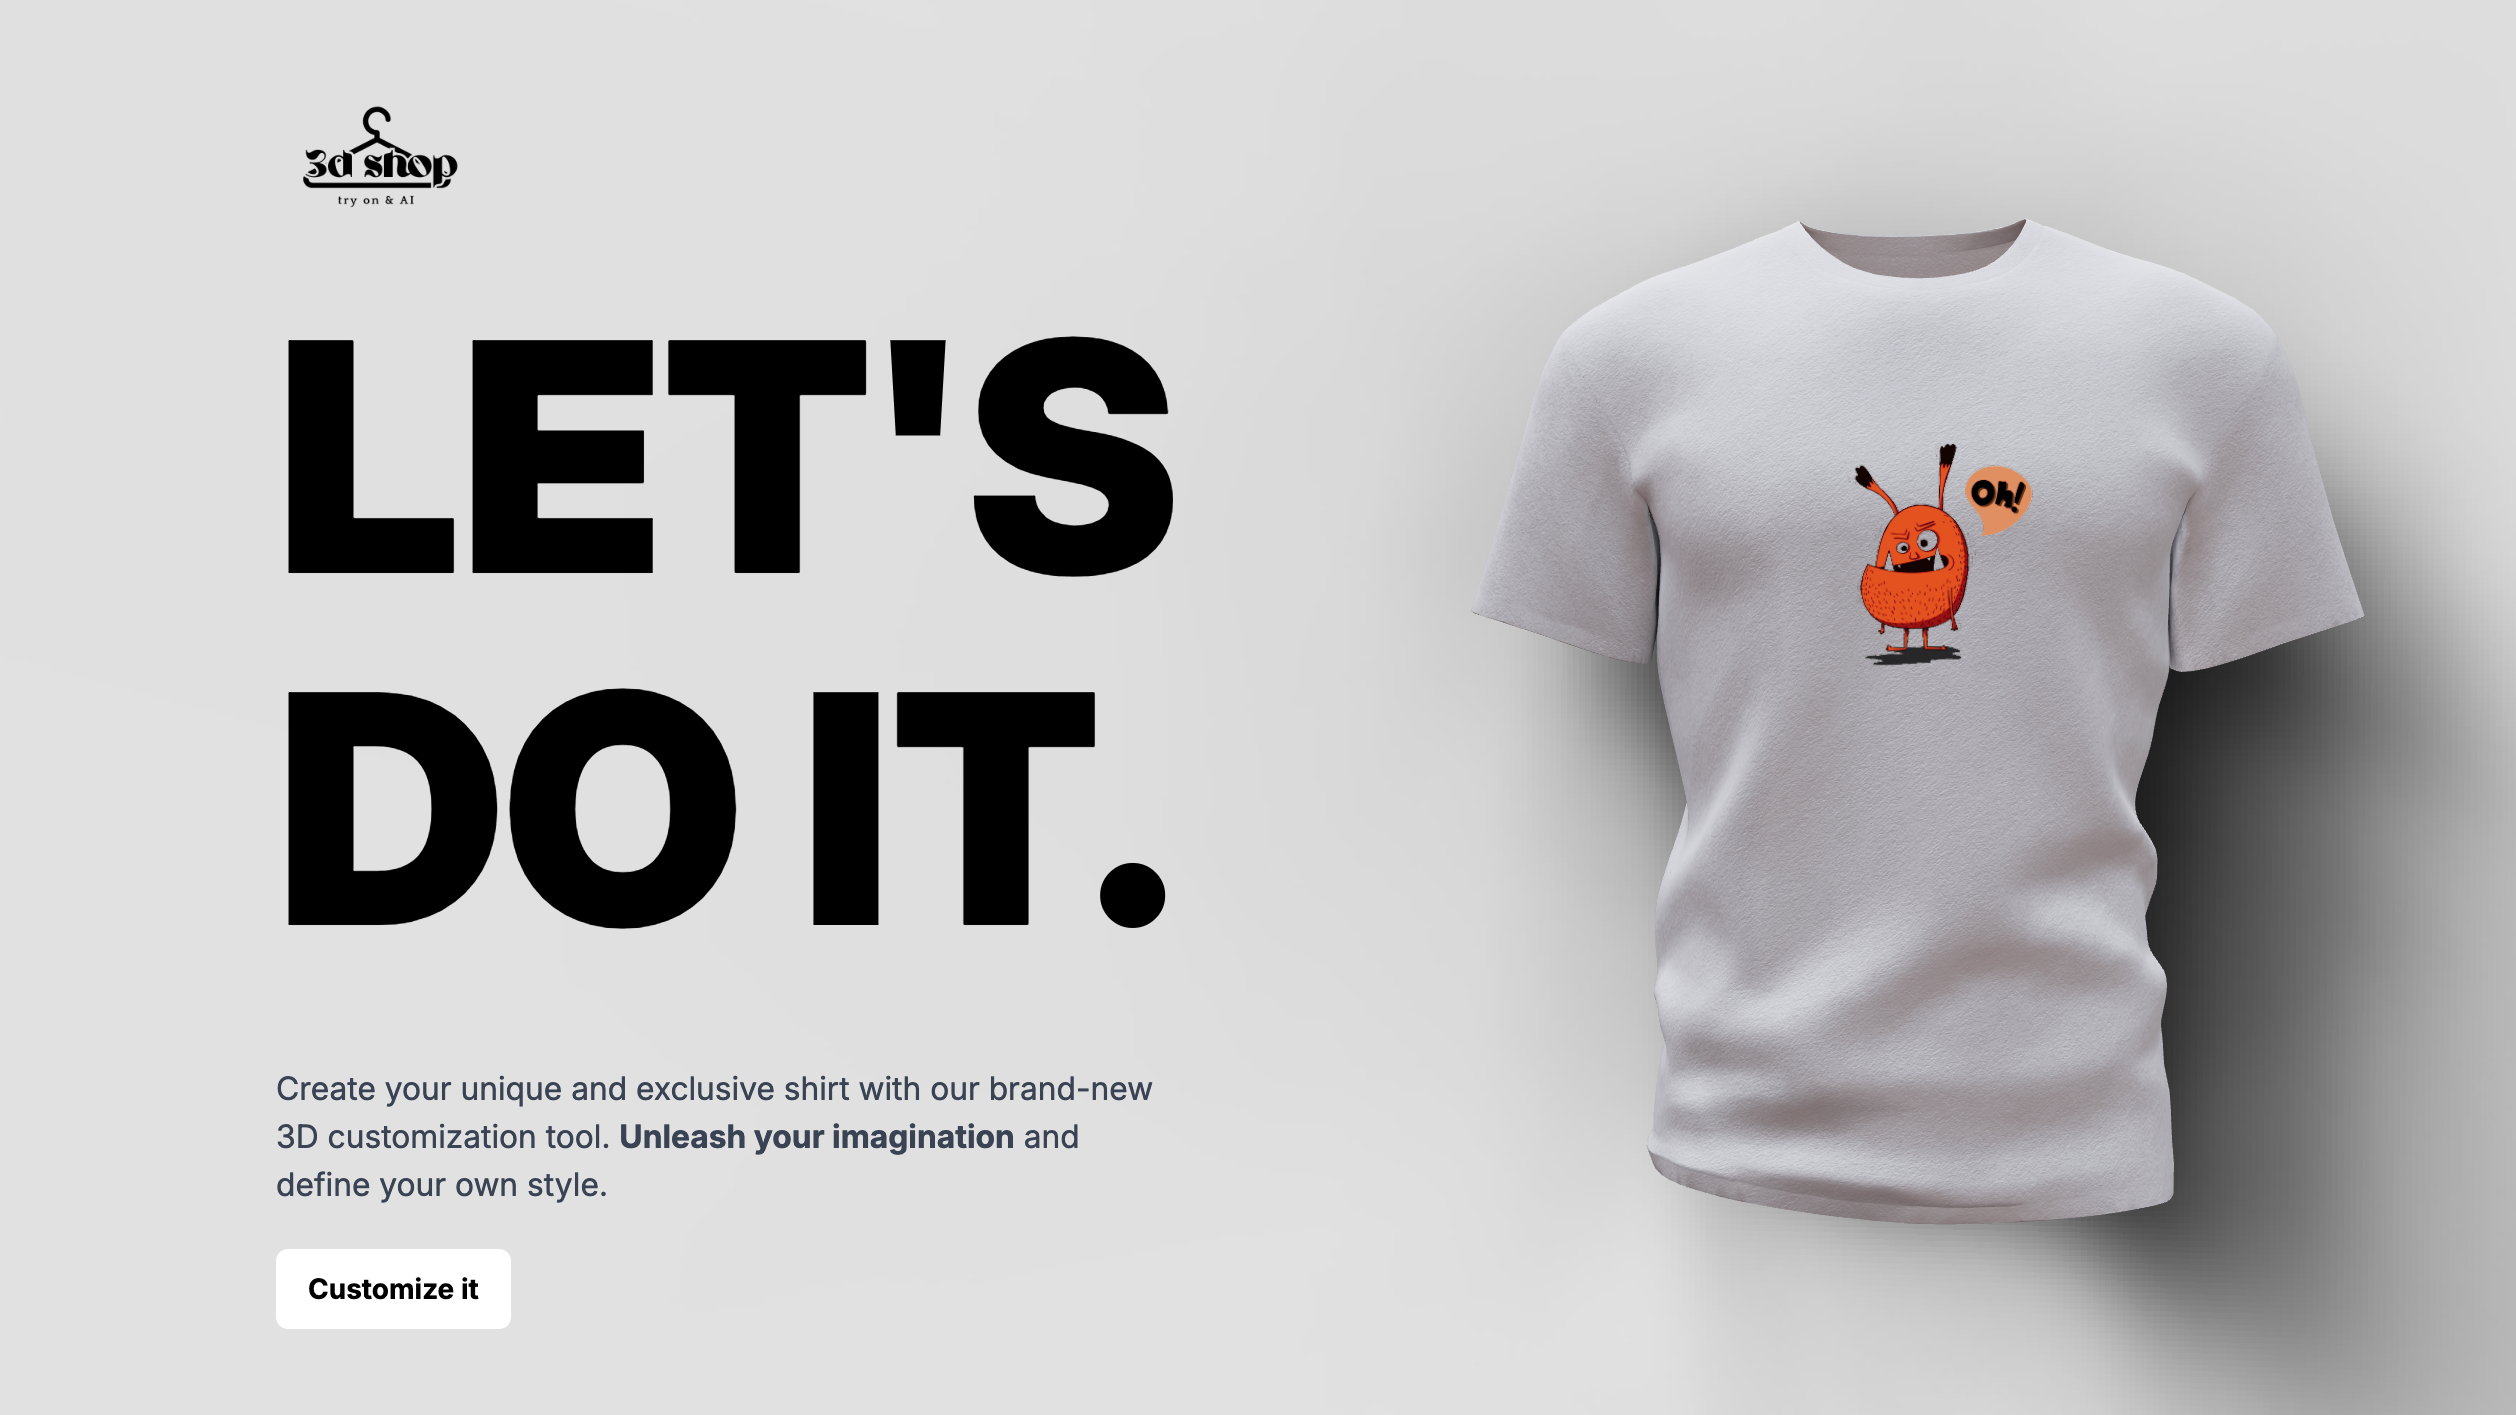 3d shop
try on & AI
LET'S
DO IT.
Oh!
Create your unique and exclusive shirt with our brand-new
3D customization tool. Unleash your imagination and
define your own style.
Customize it